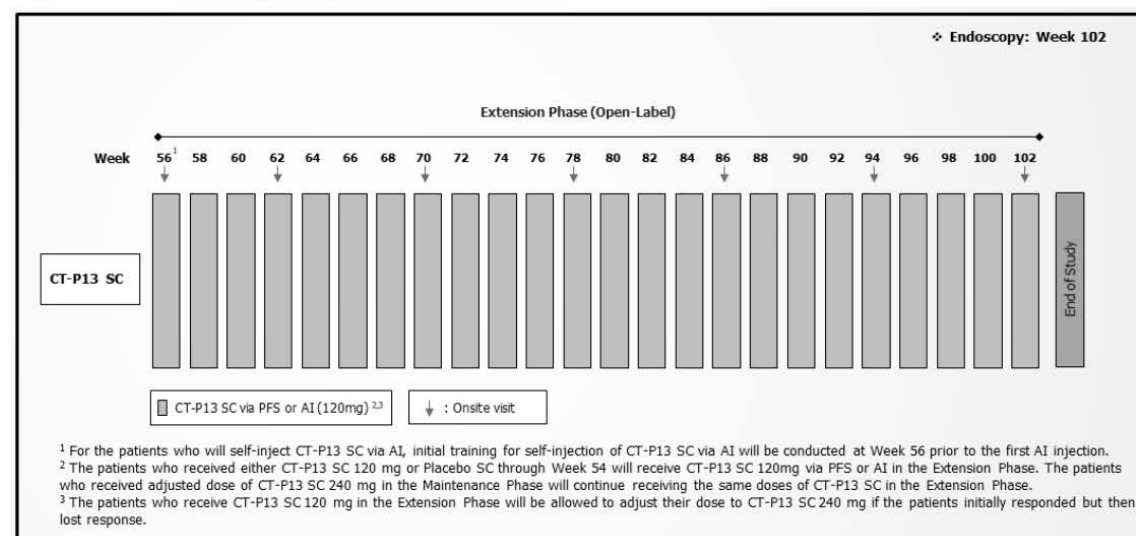 ❖ Endoscopy: Week 102
Extension Phase (Open-Label)
Week 56¹ 58 60 62 64 66 68 70 72 74 76 78 80 82 84 86 88 90 92 94 96 98 100 102
CT-P13 SC
End of Study
CT-P13 SC via PFS or AI (120mg) ²,³
↓ : Onsite visit
¹ For the patients who will self-inject CT-P13 SC via AI, initial training for self-injection of CT-P13 SC via AI will be conducted at Week 56 prior to the first AI injection.
² The patients who received either CT-P13 SC 120 mg or Placebo SC through Week 54 will receive CT-P13 SC 120mg via PFS or AI in the Extension Phase. The patients
who received adjusted dose of CT-P13 SC 240 mg in the Maintenance Phase will continue receiving the same doses of CT-P13 SC in the Extension Phase.
³ The patients who receive CT-P13 SC 120 mg in the Extension Phase will be allowed to adjust their dose to CT-P13 SC 240 mg if the patients initially responded but then
lost response.